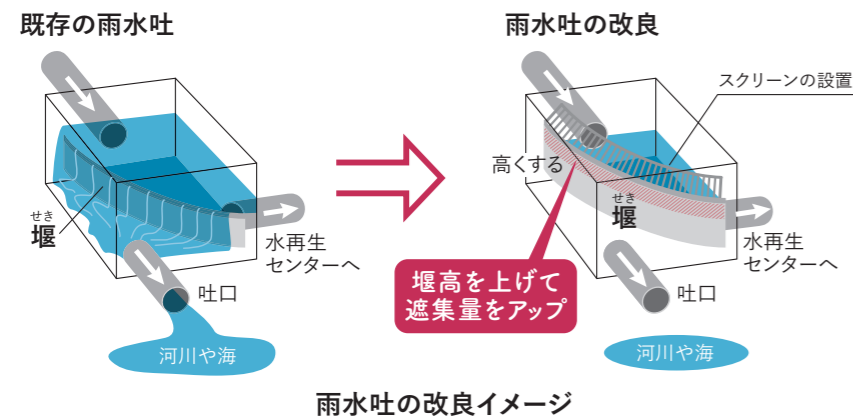 既存の雨水吐
せき
堰
水再生
センターへ
吐口
河川や海
雨水吐の改良
スクリーンの設置
高くする
せき
堰
堰高を上げて
遮集量をアップ
水再生
センターへ
吐口
河川や海
雨水吐の改良イメージ